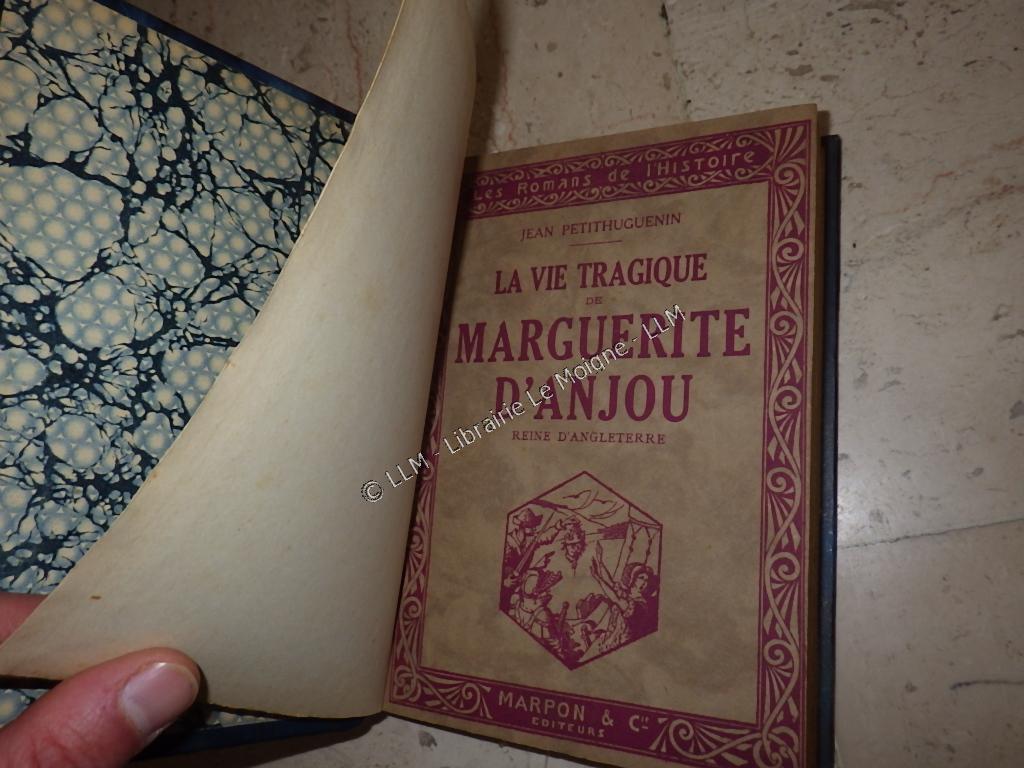 Les Romans de l'Histoire
JEAN PETITHUGUENIN
LA VIE TRAGIQUE
DE
MARGUERITE
D'ANJOU
REINE D'ANGLETERRE
© LLM - Librairie Le Moigne - LLM
MARPON & Cie
EDITEURS